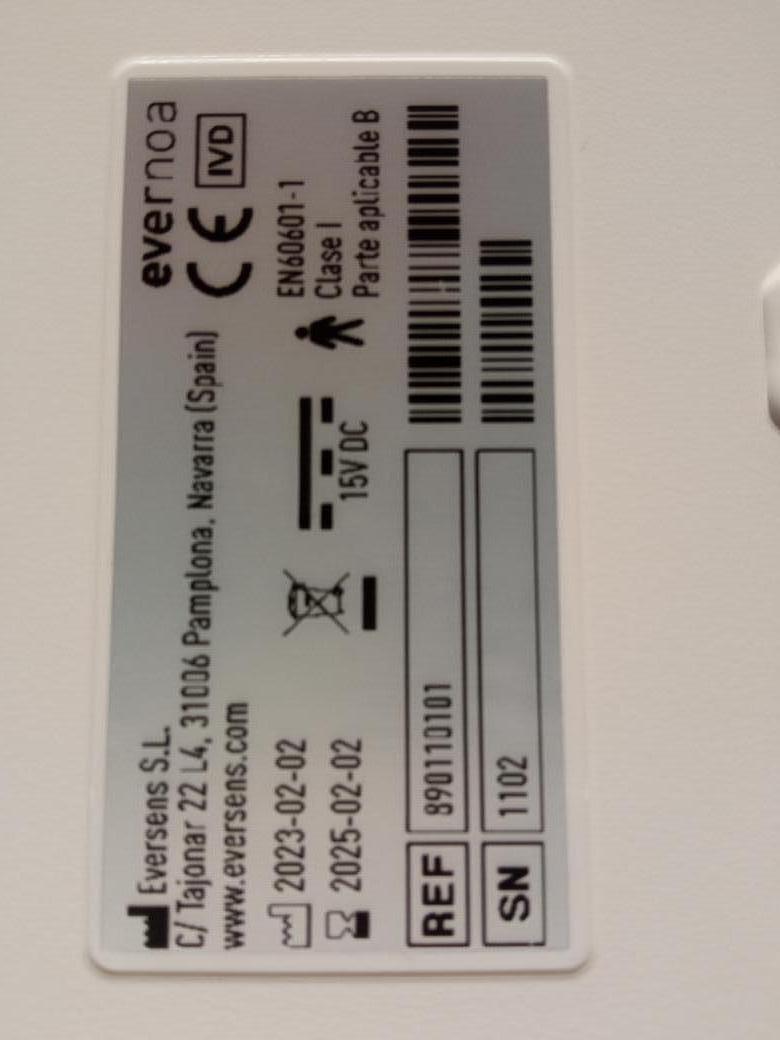 Eversens S.L.
C/ Tajonar 22 L4, 31006 Pamplona, Navarra (Spain)
www.eversens.com
evernoa
CE IVD
2023-02-02
2025-02-02
15V DC
EN60601-1
Clase I
Parte aplicable B
REF 890110101
SN 1102